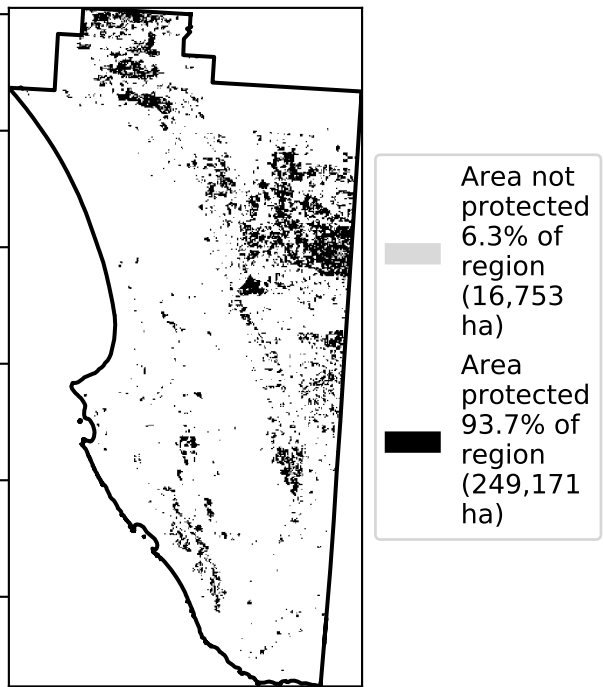 Area not
protected
6.3% of
region
(16,753
ha)
Area
protected
93.7% of
region
(249,171
ha)